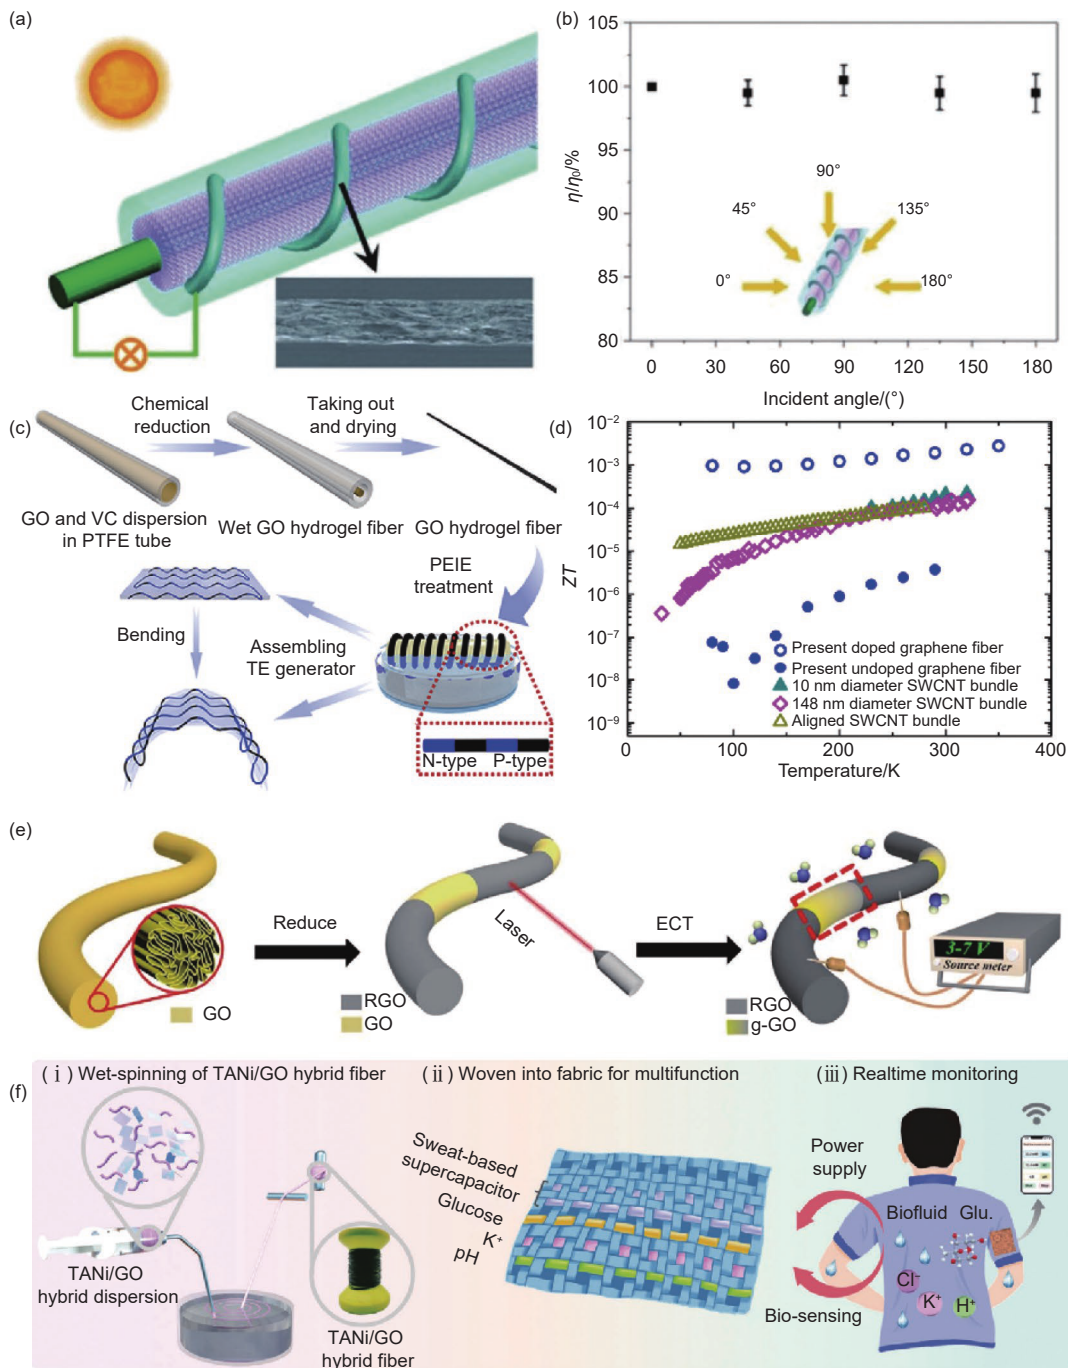 (a)
(b)
105
100
95
90
85
80
η/η₀/%
90°
45°
135°
0°
180°
0
30
60
90
120
150
180
Incident angle/(°)
(c)
Chemical
reduction
Taking out
and drying
GO and VC dispersion
in PTFE tube
Wet GO hydrogel fiber
GO hydrogel fiber
PEIE
treatment
Bending
Assembling
TE generator
N-type
P-type
(d)
10⁻²
10⁻³
10⁻⁴
10⁻⁵
10⁻⁶
10⁻⁷
10⁻⁸
10⁻⁹
ZT
Present doped graphene fiber
Present undoped graphene fiber
10 nm diameter SWCNT bundle
148 nm diameter SWCNT bundle
Aligned SWCNT bundle
0
100
200
300
400
Temperature/K
(e)
GO
Reduce
RGO
GO
Laser
ECT
RGO
g-GO
3-7 V
Source meter
(f)
(ⅰ) Wet-spinning of TANi/GO hybrid fiber
TANi/GO
hybrid dispersion
TANi/GO
hybrid fiber
(ⅱ) Woven into fabric for multifunction
Sweat-based
supercapacitor
Glucose
K⁺
pH
(ⅲ) Realtime monitoring
Power
supply
Biofluid
Glu.
Cl⁻
K⁺
H⁺
Bio-sensing